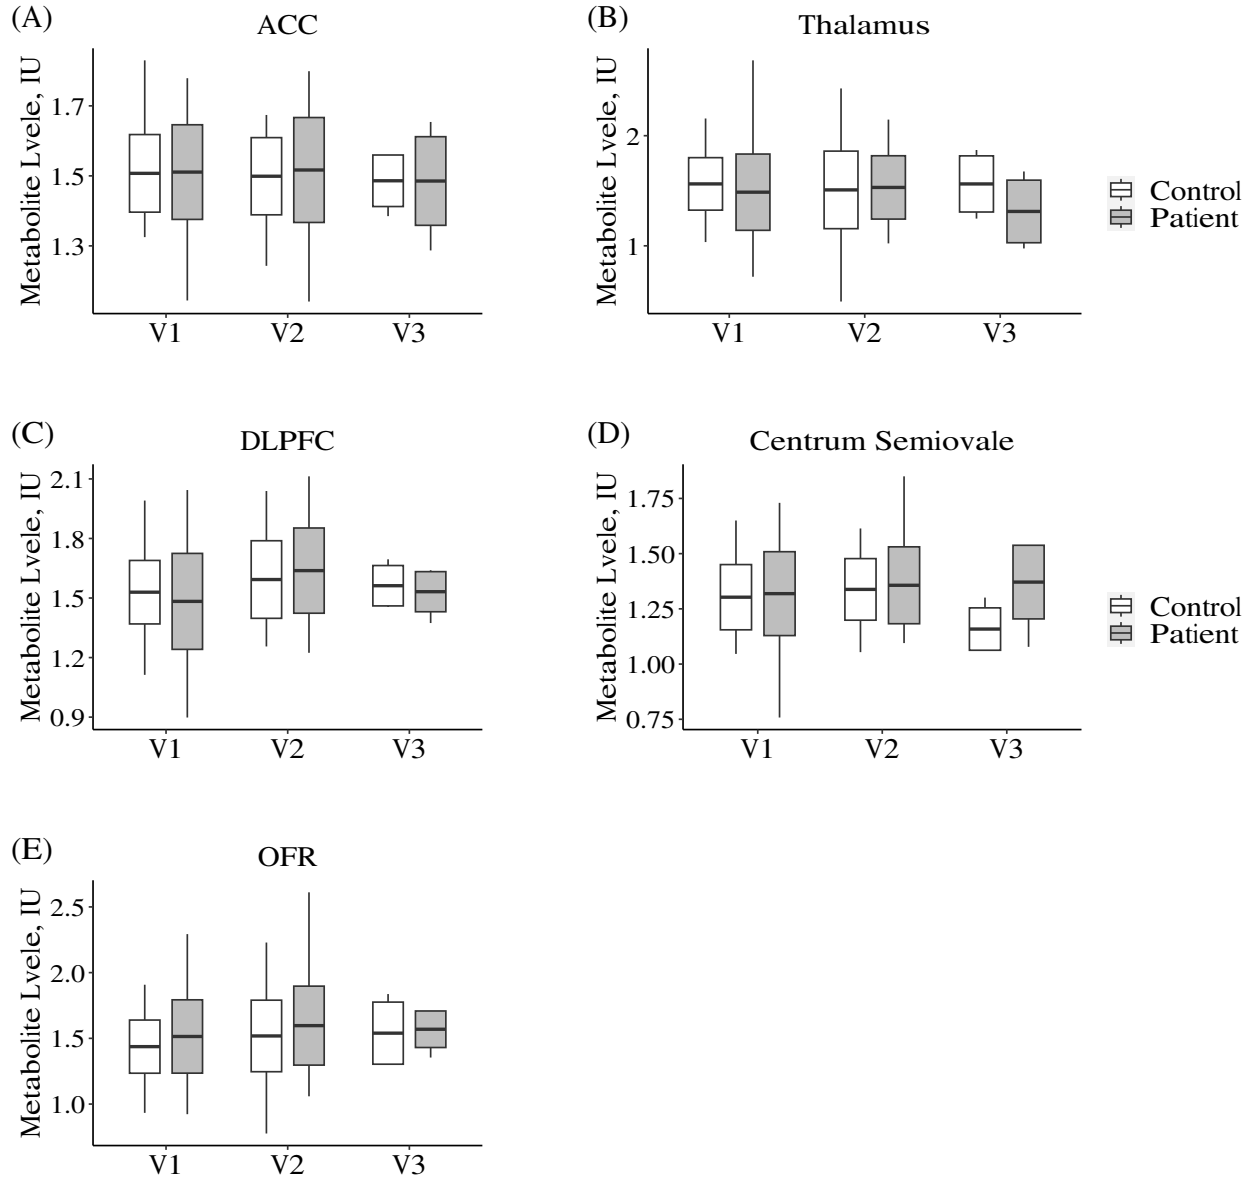 (A)
ACC
Metabolite Lvele, IU
1.7
1.5
1.3
V1 V2 V3
(B)
Thalamus
Metabolite Lvele, IU
2
1
V1 V2 V3
Control
Patient
(C)
DLPFC
Metabolite Lvele, IU
2.1
1.8
1.5
1.2
0.9
V1 V2 V3
(D)
Centrum Semiovale
Metabolite Lvele, IU
1.75
1.50
1.25
1.00
0.75
V1 V2 V3
Control
Patient
(E)
OFR
Metabolite Lvele, IU
2.5
2.0
1.5
1.0
V1 V2 V3